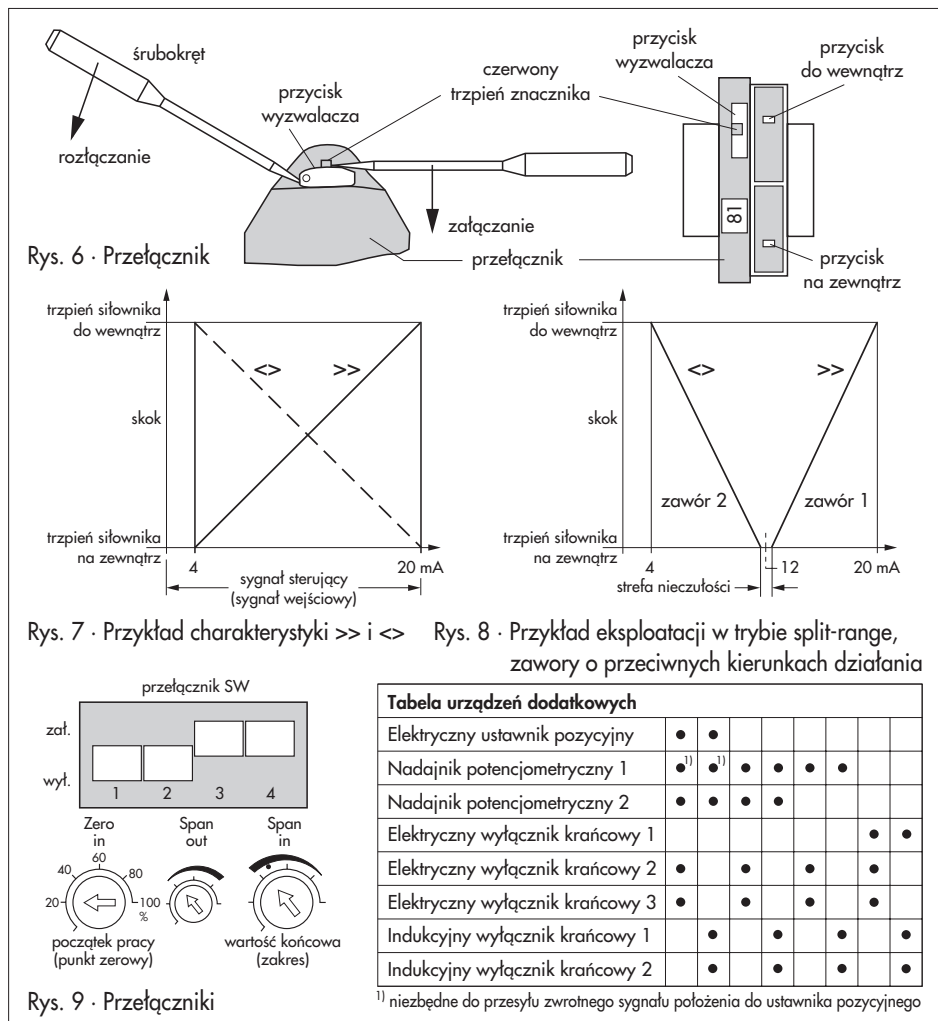 śrubokręt
rozłączanie
przycisk
wyzwalacza
czerwony
trzpień znacznika
załączanie
przełącznik
przycisk
wyzwalacza
przycisk
do wewnątrz
81
przycisk
na zewnątrz
Rys. 6 · Przełącznik
trzpień siłownika
do wewnątrz
<> >>
skok
trzpień siłownika
na zewnątrz
4 20 mA
sygnał sterujący
(sygnał wejściowy)
Rys. 7 · Przykład charakterystyki >> i <>
trzpień siłownika
do wewnątrz
<> >>
skok
zawór 2 zawór 1
trzpień siłownika
na zewnątrz
4 12 20 mA
strefa nieczułości
Rys. 8 · Przykład eksploatacji w trybie split-range,
zawory o przeciwnych kierunkach działania
przełącznik SW
zał.
wył.
1 2 3 4
Zero
in
Span
out
Span
in
20 40 60 80 100
%
początek pracy
(punkt zerowy)
wartość końcowa
(zakres)
Rys. 9 · Przełączniki
Tabela urządzeń dodatkowych
Elektryczny ustawnik pozycyjny • •
Nadajnik potencjometryczny 1 •1) •1) • • • •
Nadajnik potencjometryczny 2 • • • •
Elektryczny wyłącznik krańcowy 1 • •
Elektryczny wyłącznik krańcowy 2 • • • •
Elektryczny wyłącznik krańcowy 3 • • • •
Indukcyjny wyłącznik krańcowy 1 • • • •
Indukcyjny wyłącznik krańcowy 2 • • • •
1) niezbędne do przesyłu zwrotnego sygnału położenia do ustawnika pozycyjnego